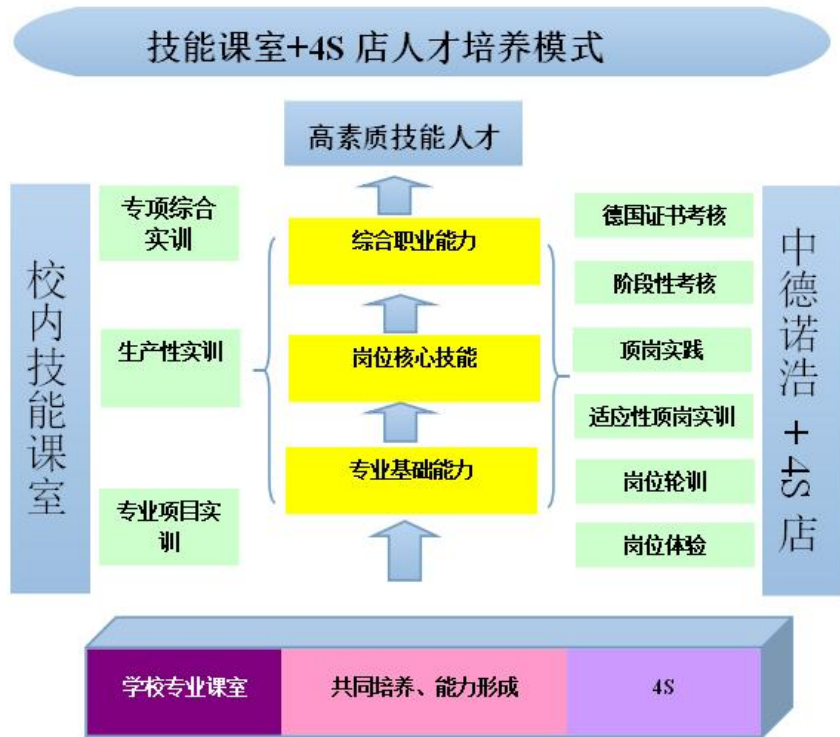 技能课室+4S 店人才培养模式
高素质技能人才
校内技能课室
专项综合
实训
生产性实训
专业项目实
训
综合职业能力
岗位核心技能
专业基础能力
德国证书考核
阶段性考核
顶岗实践
适应性顶岗实训
岗位轮训
岗位体验
中德诺浩+4S店
学校专业课室
共同培养、能力形成
4S